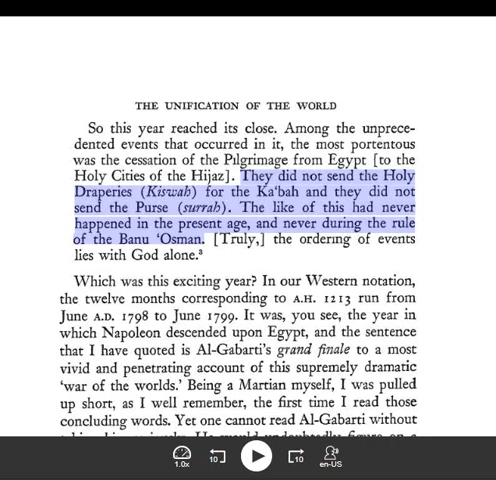 THE UNIFICATION OF THE WORLD
So this year reached its close. Among the unprece-
dented events that occurred in it, the most portentous
was the cessation of the Pılgrimage from Egypt [to the
Holy Cities of the Hijaz]. They did not send the Holy
Draperies (Kiswah) for the Ka‘bah and they did not
send the Purse (surrah). The like of this had never
happened in the present age, and never during the rule
of the Banu ‘Osman. [Truly,] the ordering of events
lies with God alone.³
Which was this exciting year? In our Western notation,
the twelve months corresponding to A.H. 1213 run from
June A.D. 1798 to June 1799. It was, you see, the year in
which Napoleon descended upon Egypt, and the sentence
that I have quoted is Al-Gabarti's grand finale to a most
vivid and penetrating account of this supremely dramatic
‘war of the worlds.’ Being a Martian myself, I was pulled
up short, as I well remember, the first time I read those
concluding words. Yet one cannot read Al-Gabarti without
1.0x 10 10 en-US